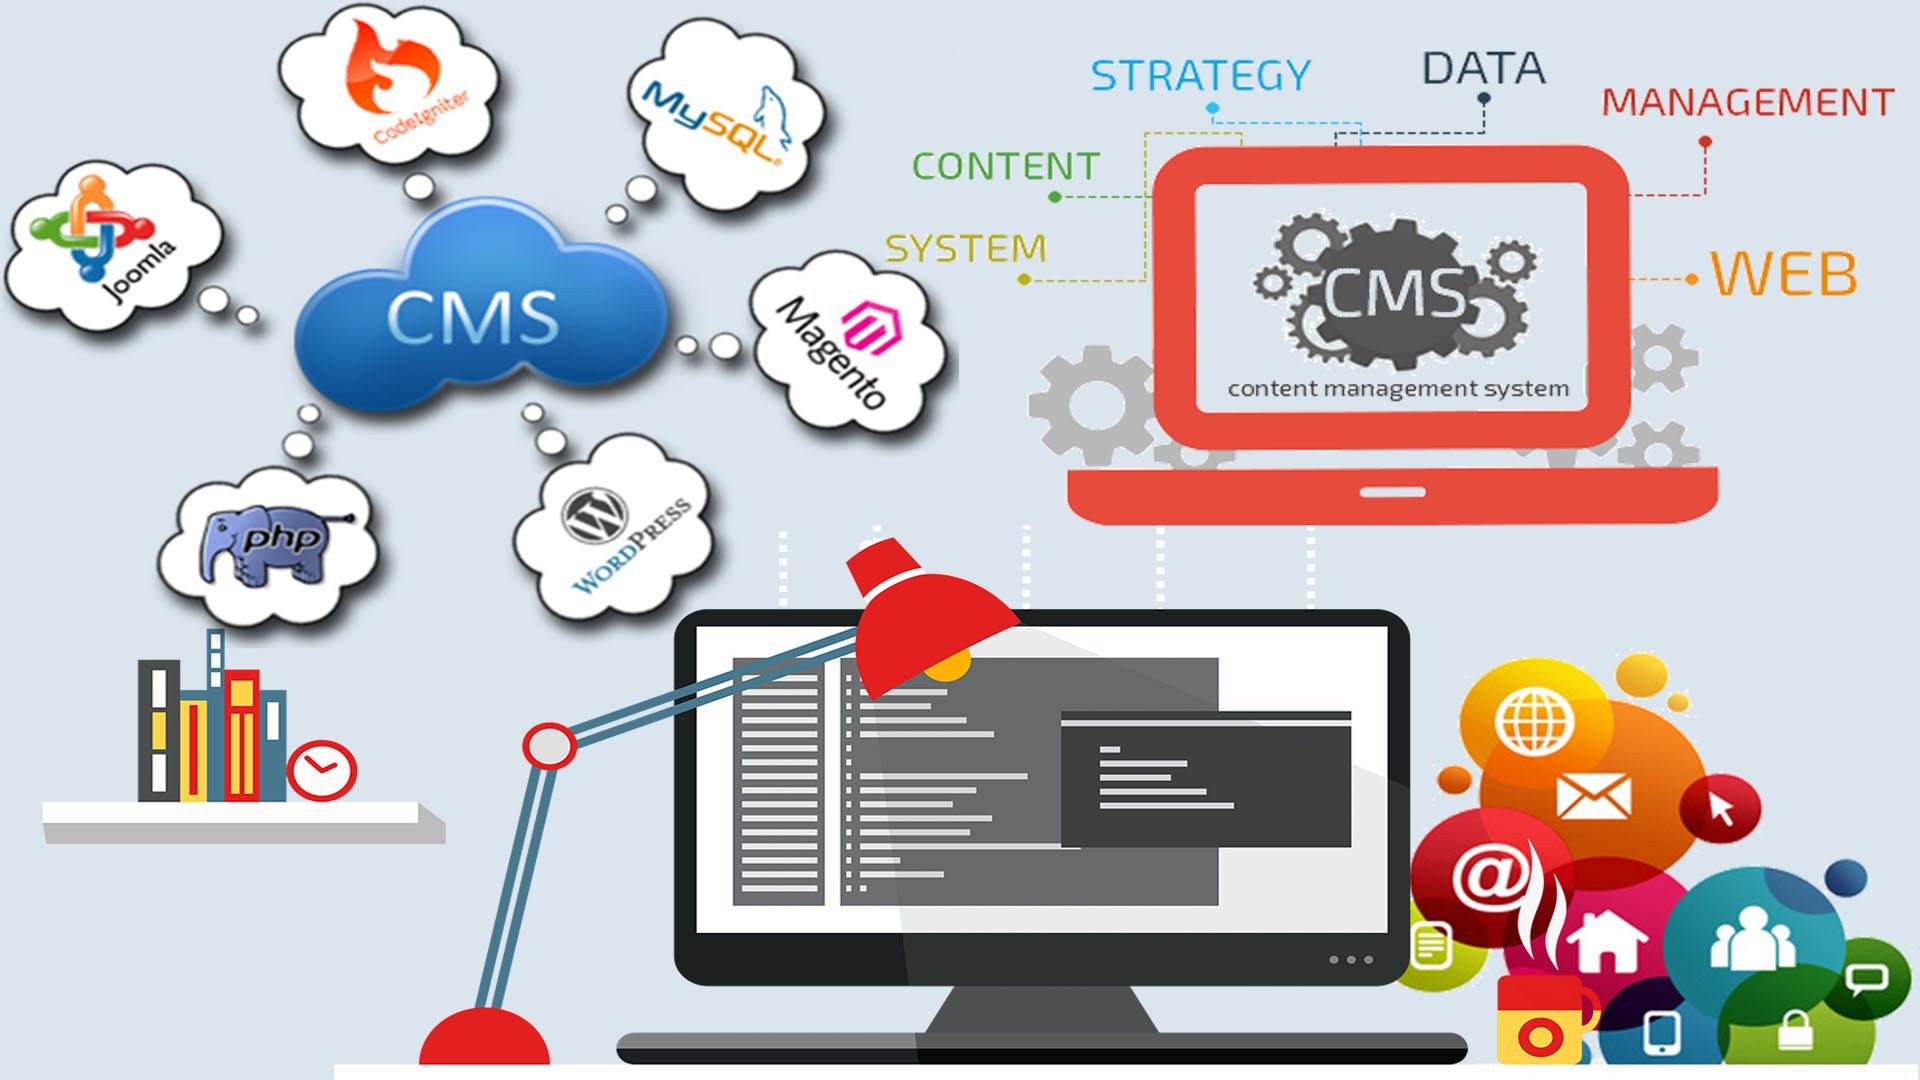 CodeIgniter
MySQL
Joomla
CMS
Magento
php
WORDPRESS
STRATEGY
DATA
MANAGEMENT
CONTENT
SYSTEM
WEB
CMS
content management system
@